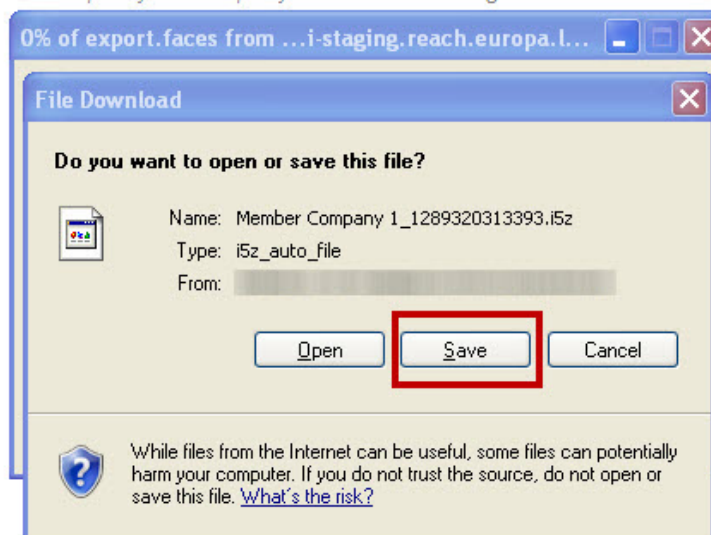 0% of export.faces from ...i-staging.reach.europa.l...
File Download
Do you want to open or save this file?
Name: Member Company 1_1289320313393.i5z
Type: i5z_auto_file
From:
Open Save Cancel
While files from the Internet can be useful, some files can potentially
harm your computer. If you do not trust the source, do not open or
save this file. What's the risk?